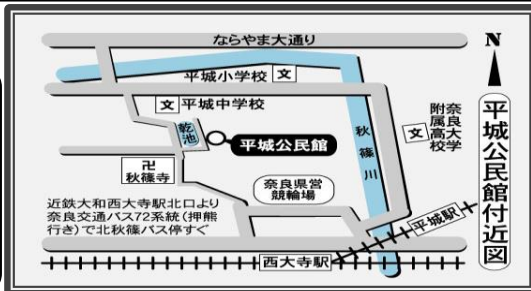 ならやま大通り
N
平城小学校 文
文 平城中学校
乾池
平城公民館
秋篠川
文
奈良大学
附属高校
平城公民館付近図
卍
秋篠寺
奈良県営
競輪場
近鉄大和西大寺駅北口より
奈良交通バス72系統(押熊
行き)で北秋篠バス停すぐ
平城駅
西大寺駅